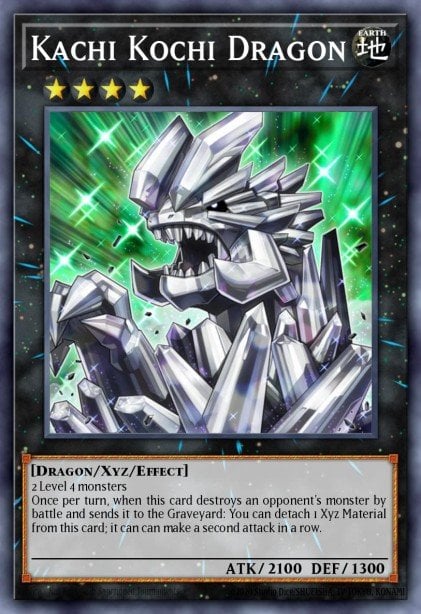 Kachi Kochi Dragon
EARTH
地
[Dragon/Xyz/Effect]
2 Level 4 monsters
Once per turn, when this card destroys an opponent's monster by
battle and sends it to the Graveyard: You can detach 1 Xyz Material
from this card; it can can make a second attack in a row.
ATK/2100 DEF/1300